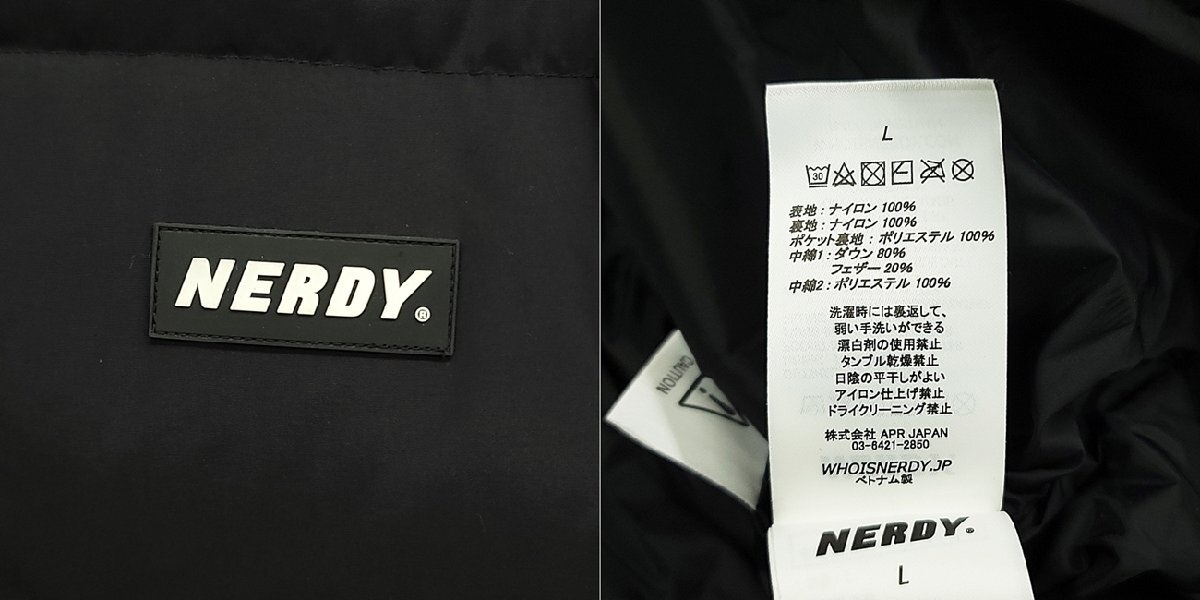 NERDY®
L
30
表地 : ナイロン 100%
裏地 : ナイロン 100%
ポケット裏地 : ポリエステル 100%
中綿1 : ダウン 80%
フェザー 20%
中綿2 : ポリエステル 100%
洗濯時には裏返して、
弱い手洗いができる
漂白剤の使用禁止
タンブル乾燥禁止
日陰の平干しがよい
アイロン仕上げ禁止
ドライクリーニング禁止
株式会社 APR JAPAN
03-6421-2850
WHOISNERDY.JP
ベトナム製
CAUTION
NERDY®
L